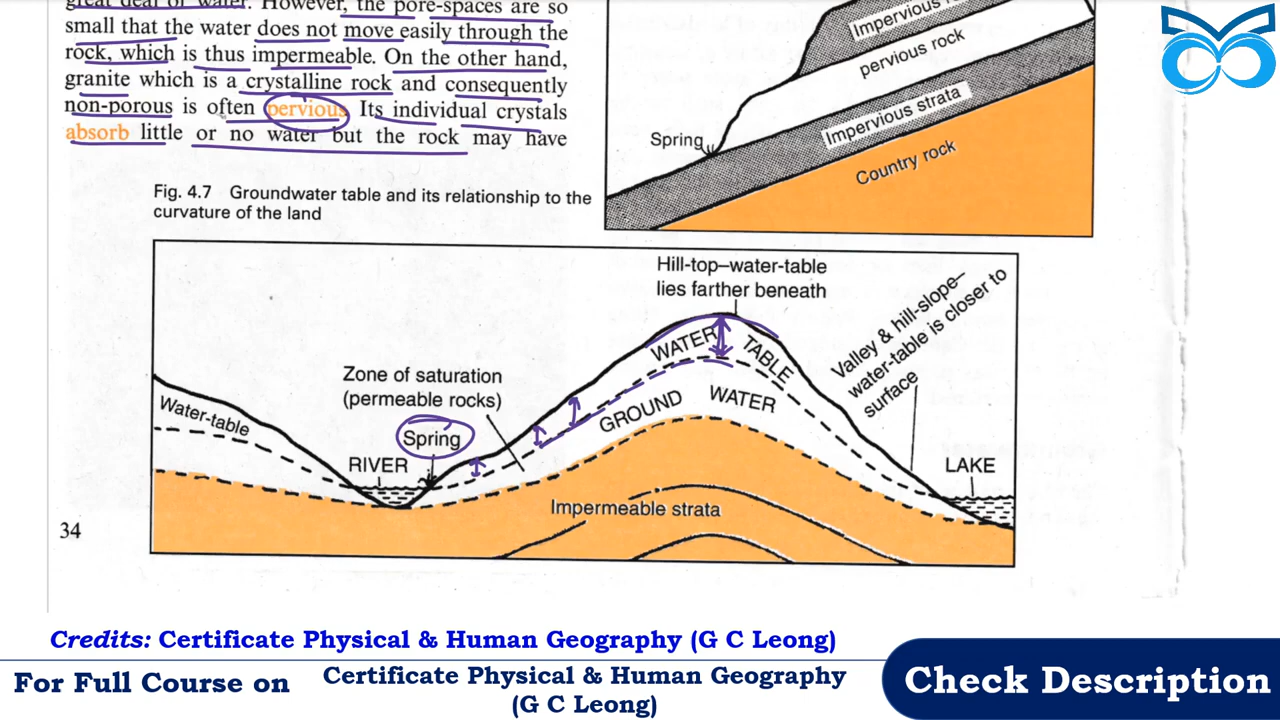 great deal of water. However, the pore-spaces are so
small that the water does not move easily through the
rock, which is thus impermeable. On the other hand,
granite which is a crystalline rock and consequently
non-porous is often pervious. Its individual crystals
absorb little or no water but the rock may have
Impervious
pervious rock
Impervious strata
Spring
Country rock
Fig. 4.7 Groundwater table and its relationship to the
curvature of the land
Hill-top–water-table
lies farther beneath
Valley & hill-slope–
water-table is closer to
surface
WATER TABLE
Zone of saturation
(permeable rocks)
GROUND WATER
Water-table
Spring
RIVER
LAKE
Impermeable strata
34
Credits: Certificate Physical & Human Geography (G C Leong)
For Full Course on
Certificate Physical & Human Geography
(G C Leong)
Check Description